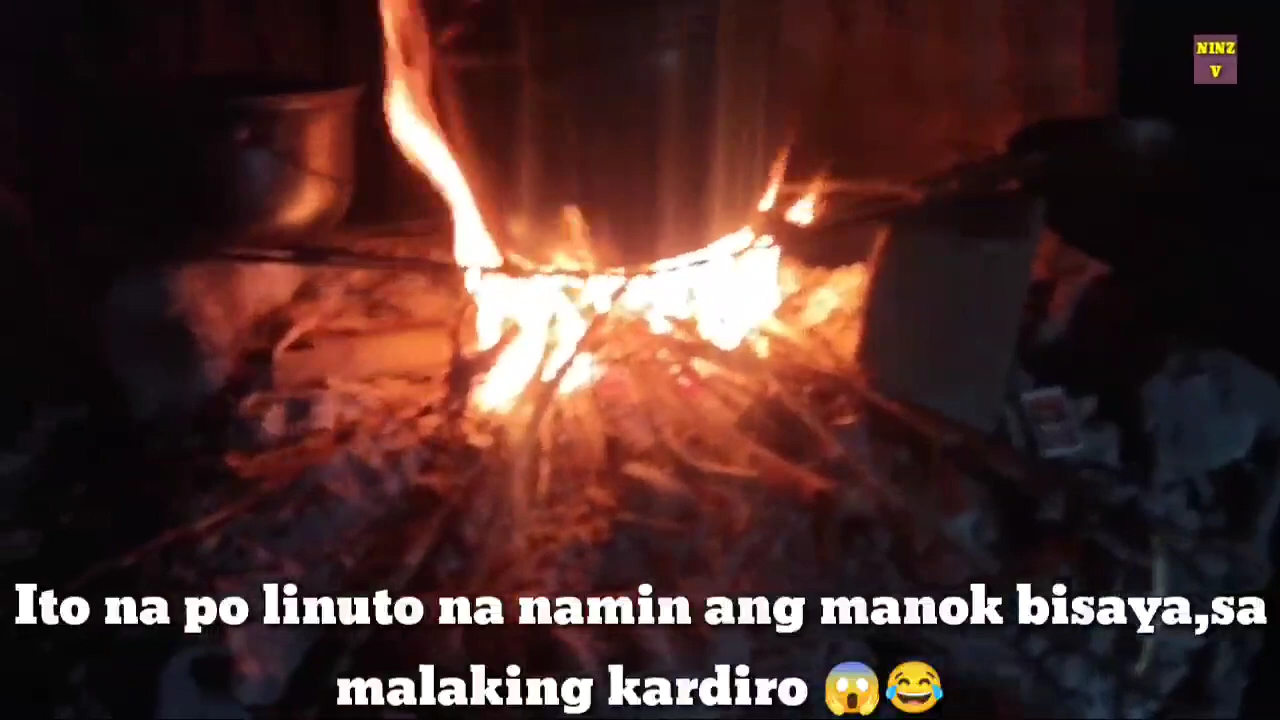 NINZ
V
Ito na po linuto na namin ang manok bisaya,sa
malaking kardiro 😱😂